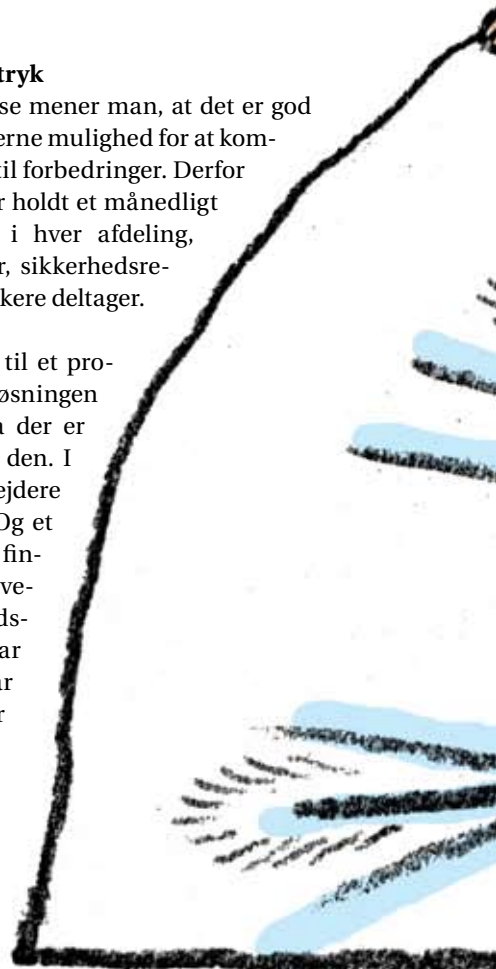 tryk
se mener man, at det er god
erne mulighed for at kom-
til forbedringer. Derfor
r holdt et månedligt
i hver afdeling,
r, sikkerhedsre-
kere deltager.
til et pro-
øsningen
a der er
den. I
ejdere
Og et
fin-
ve-
ds-
ar
ar
r